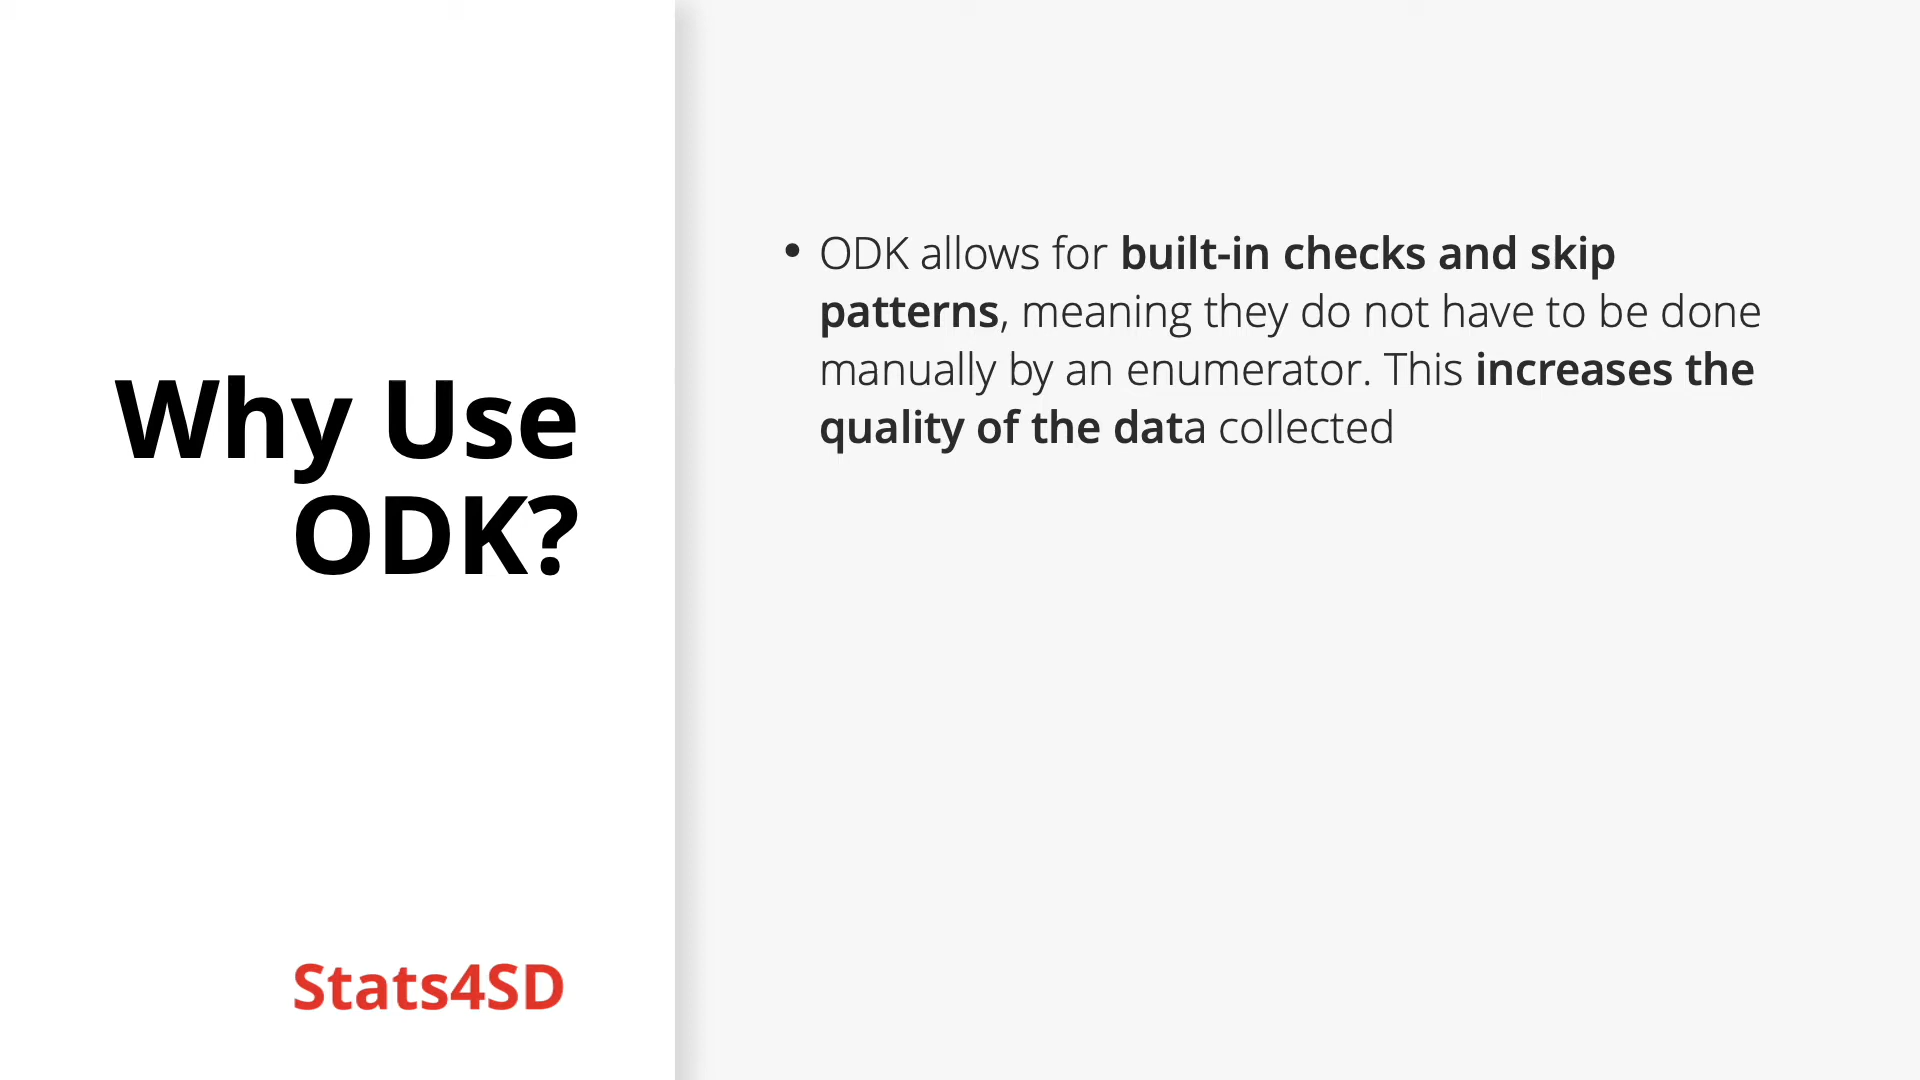 Why Use
ODK?
Stats4SD
• ODK allows for built-in checks and skip
patterns, meaning they do not have to be done
manually by an enumerator. This increases the
quality of the data collected